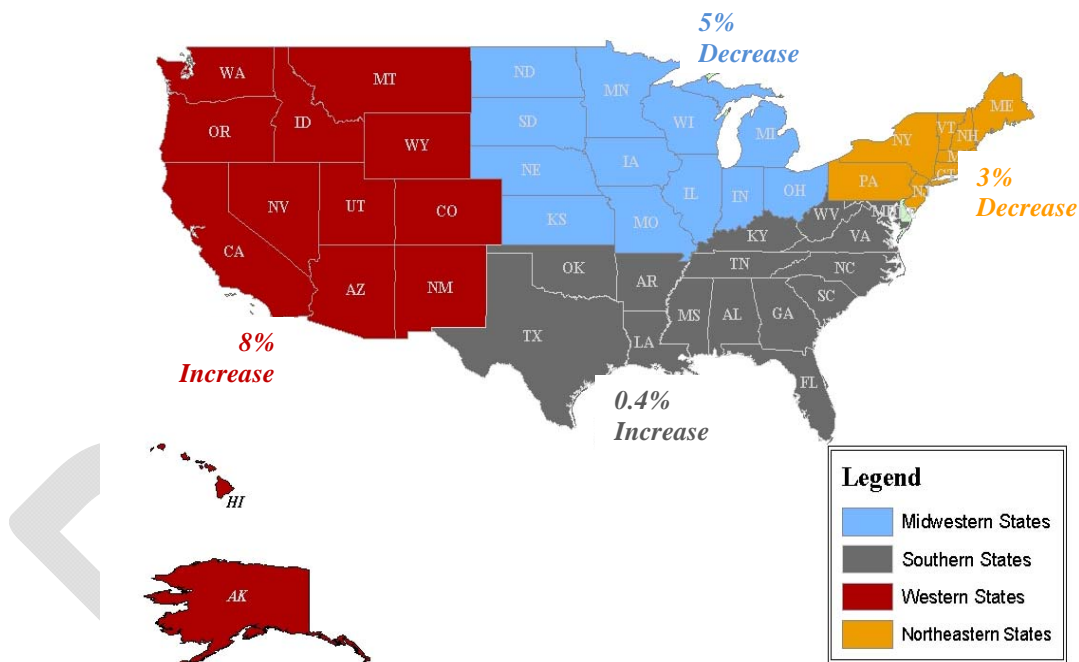 5%
Decrease
WA
MT
ND
MN
ME
OR
ID
SD
WI
MI
NY
VT
NH
WY
IA
NE
PA
3%
Decrease
NV
UT
CO
IL
IN
OH
KS
MO
WV
VA
KY
CA
TN
NC
AZ
NM
OK
AR
SC
MS
AL
GA
TX
LA
FL
8%
Increase
0.4%
Increase
HI
AK
Legend
Midwestern States
Southern States
Western States
Northeastern States